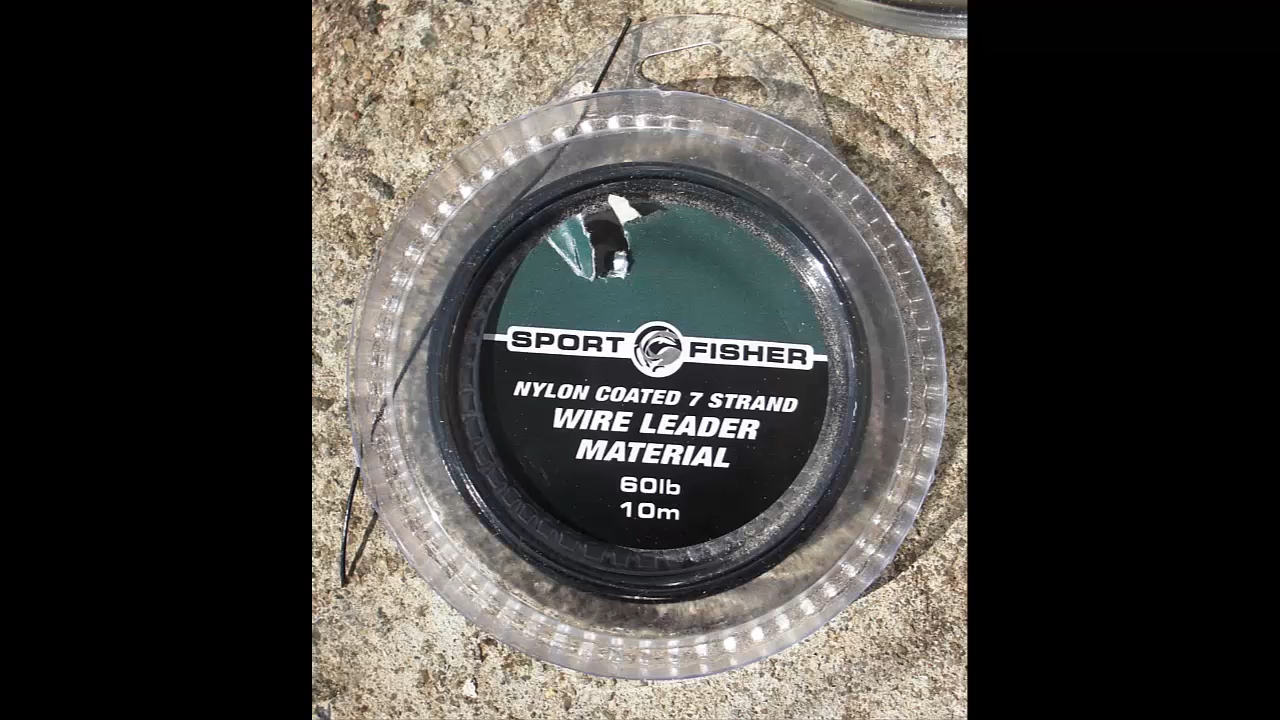 SPORT FISHER
NYLON COATED 7 STRAND
WIRE LEADER
MATERIAL
60lb
10m